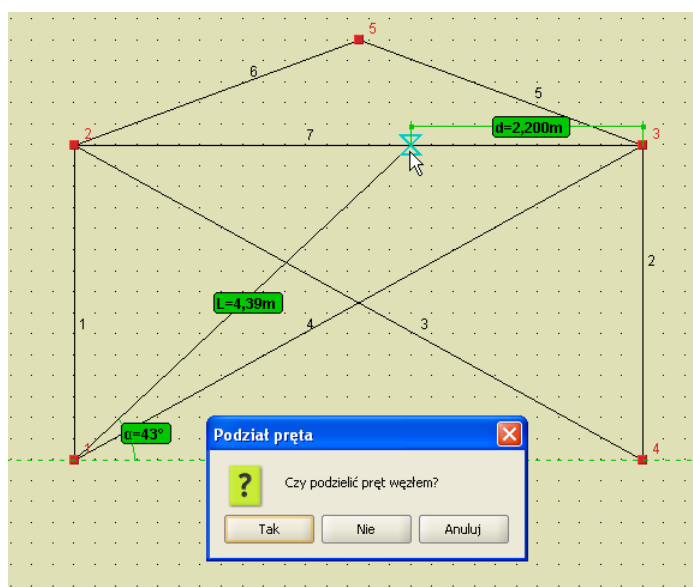 5
6
5
2
d=2,200m
3
7
2
L=4,39m
1
4
3
1
α=43°
4
Podział pręta
?
Czy podzielić pręt węzłem?
Tak
Nie
Anuluj